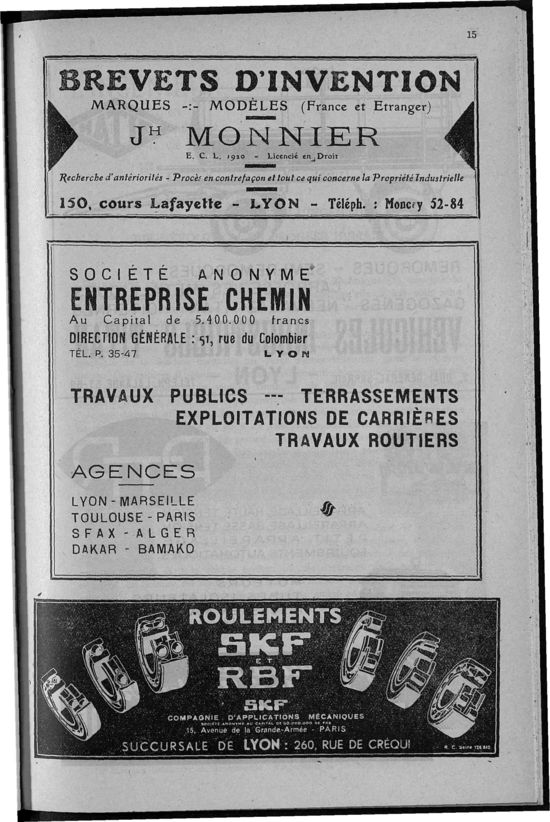 15
BREVETS D'INVENTION
MARQUES -:- MODÈLES (France et Etranger)
JH MONNIER
E. C. L. 1920 - Licencié en Droit
Recherche d'antériorités - Procès en contrefaçon et tout ce qui concerne la Propriété Industrielle
150, cours Lafayette - LYON - Téléph. : Moncey 52-84
SOCIÉTÉ ANONYME
ENTREPRISE CHEMIN
Au Capital de 5.400.000 francs
DIRECTION GÉNÉRALE : 51, rue du Colombier
TÉL. P. 35-47 LYON
TRAVAUX PUBLICS --- TERRASSEMENTS
EXPLOITATIONS DE CARRIÈRES
TRAVAUX ROUTIERS
AGENCES
LYON - MARSEILLE
TOULOUSE - PARIS
SFAX - ALGER
DAKAR - BAMAKO
ROULEMENTS
SKF
ET
RBF
SKF
COMPAGNIE D'APPLICATIONS MÉCANIQUES
15, Avenue de la Grande-Armée - PARIS
SUCCURSALE DE LYON : 260, RUE DE CRÉQUI
R. C. Seine